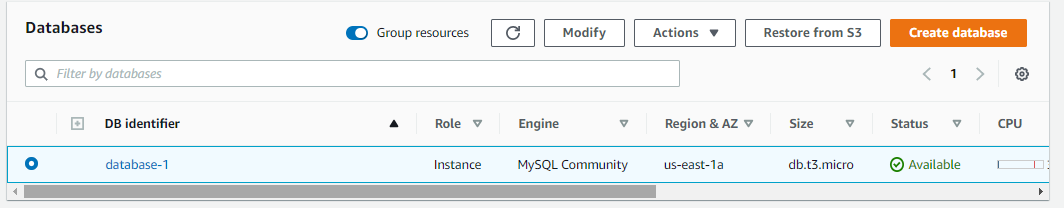 Databases
Group resources
Modify
Actions
Restore from S3
Create database
Filter by databases
1
DB identifier Role Engine Region & AZ Size Status CPU
database-1 Instance MySQL Community us-east-1a db.t3.micro Available